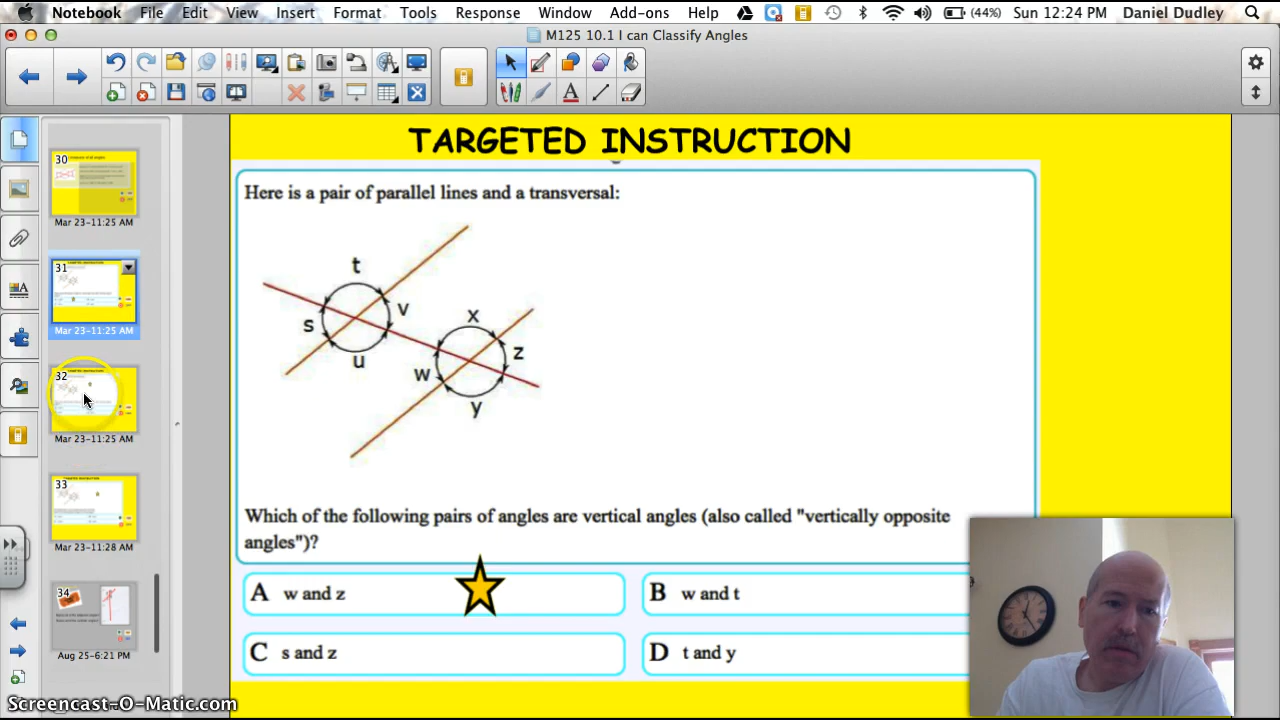 Notebook File Edit View Insert Format Tools Response Window Add-ons Help (44%) Sun 12:24 PM Daniel Dudley
M125 10.1 I can Classify Angles
30
Mar 23-11:25 AM
31
Mar 23-11:25 AM
32
Mar 23-11:25 AM
33
Mar 23-11:28 AM
34
Aug 25-6:21 PM
TARGETED INSTRUCTION
Here is a pair of parallel lines and a transversal:
t
s
v
u
x
w
z
y
Which of the following pairs of angles are vertical angles (also called "vertically opposite
angles")?
A w and z
B w and t
C s and z
D t and y
Screencast-O-Matic.com